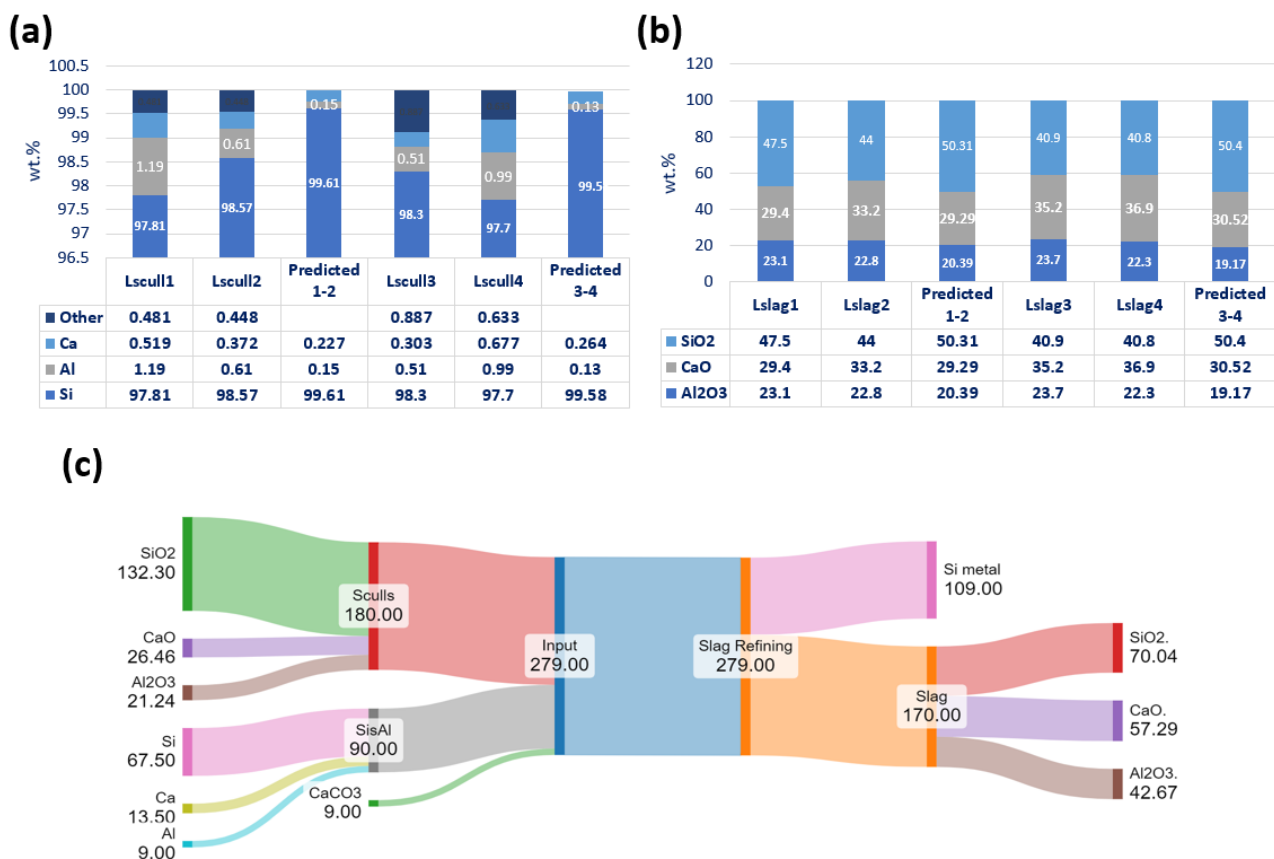 (a)
100.5
100
99.5
99
98.5
98
97.5
97
96.5
wt.%
1.19
97.81
0.61
98.57
0.15
99.61
0.51
98.3
0.99
97.7
0.13
99.5
Lscull1 Lscull2 Predicted 1-2 Lscull3 Lscull4 Predicted 3-4
Other 0.481 0.448 0.887 0.633
Ca 0.519 0.372 0.227 0.303 0.677 0.264
Al 1.19 0.61 0.15 0.51 0.99 0.13
Si 97.81 98.57 99.61 98.3 97.7 99.58
(b)
120
100
80
60
40
20
0
wt.%
47.5 44 50.31 40.9 40.8 50.4
29.4 33.2 29.29 35.2 36.9 30.52
23.1 22.8 20.39 23.7 22.3 19.17
Lslag1 Lslag2 Predicted 1-2 Lslag3 Lslag4 Predicted 3-4
SiO2 47.5 44 50.31 40.9 40.8 50.4
CaO 29.4 33.2 29.29 35.2 36.9 30.52
Al2O3 23.1 22.8 20.39 23.7 22.3 19.17
(c)
SiO2
132.30
CaO
26.46
Al2O3
21.24
Si
67.50
Ca
13.50
Al
9.00
Sculls
180.00
SisAl
90.00
CaCO3
9.00
Input
279.00
Slag Refining
279.00
Si metal
109.00
Slag
170.00
SiO2.
70.04
CaO.
57.29
Al2O3.
42.67